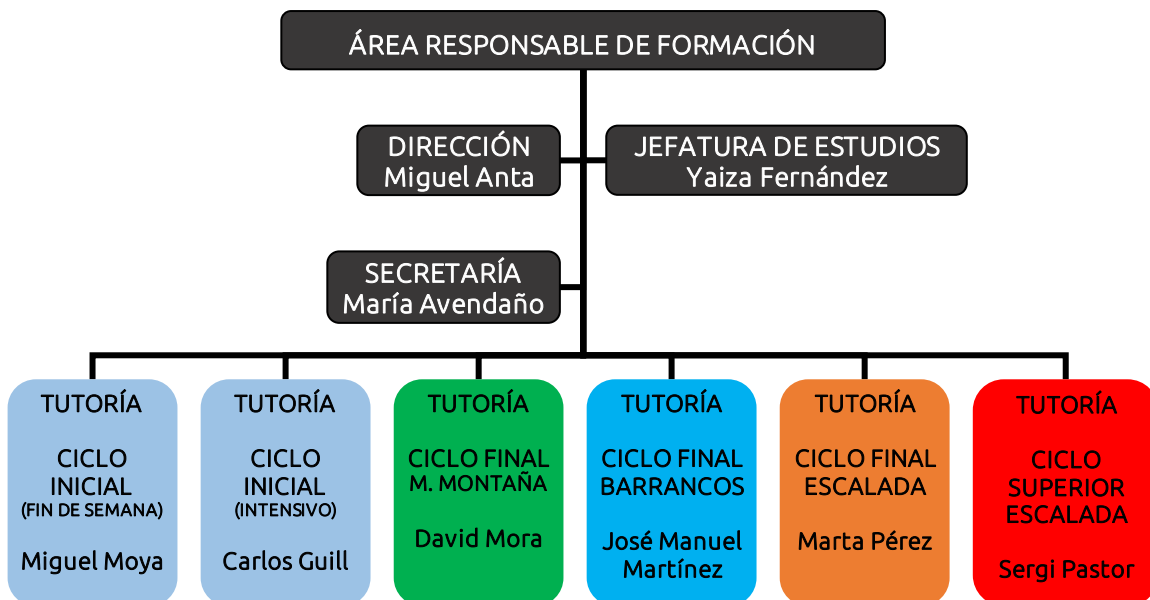 ÁREA RESPONSABLE DE FORMACIÓN
DIRECCIÓN
Miguel Anta
JEFATURA DE ESTUDIOS
Yaiza Fernández
SECRETARÍA
María Avendaño
TUTORÍA
CICLO
INICIAL
(FIN DE SEMANA)
Miguel Moya
TUTORÍA
CICLO
INICIAL
(INTENSIVO)
Carlos Guill
TUTORÍA
CICLO FINAL
M. MONTAÑA
David Mora
TUTORÍA
CICLO FINAL
BARRANCOS
José Manuel
Martínez
TUTORÍA
CICLO FINAL
ESCALADA
Marta Pérez
TUTORÍA
CICLO
SUPERIOR
ESCALADA
Sergi Pastor